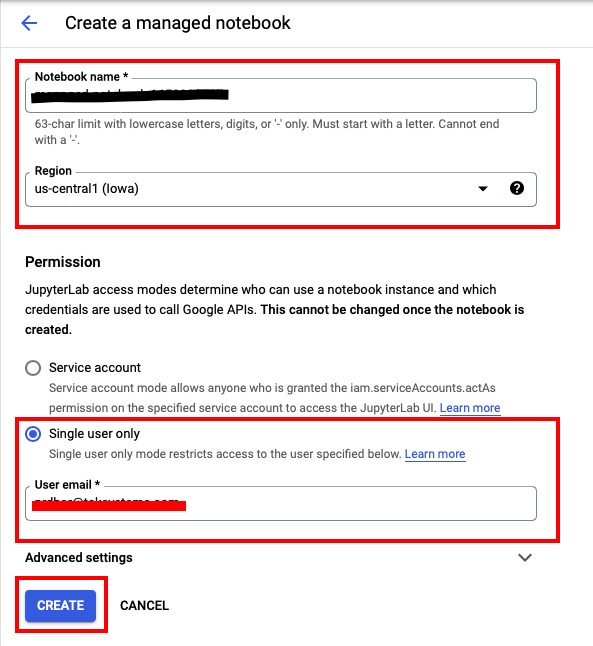 Create a managed notebook
Notebook name *
63-char limit with lowercase letters, digits, or '-' only. Must start with a letter. Cannot end
with a '-'.
Region
us-central1 (Iowa)
Permission
JupyterLab access modes determine who can use a notebook instance and which
credentials are used to call Google APIs. This cannot be changed once the notebook is
created.
Service account
Service account mode allows anyone who is granted the iam.serviceAccounts.actAs
permission on the specified service account to access the JupyterLab UI. Learn more
Single user only
Single user only mode restricts access to the user specified below. Learn more
User email *
Advanced settings
CREATE CANCEL